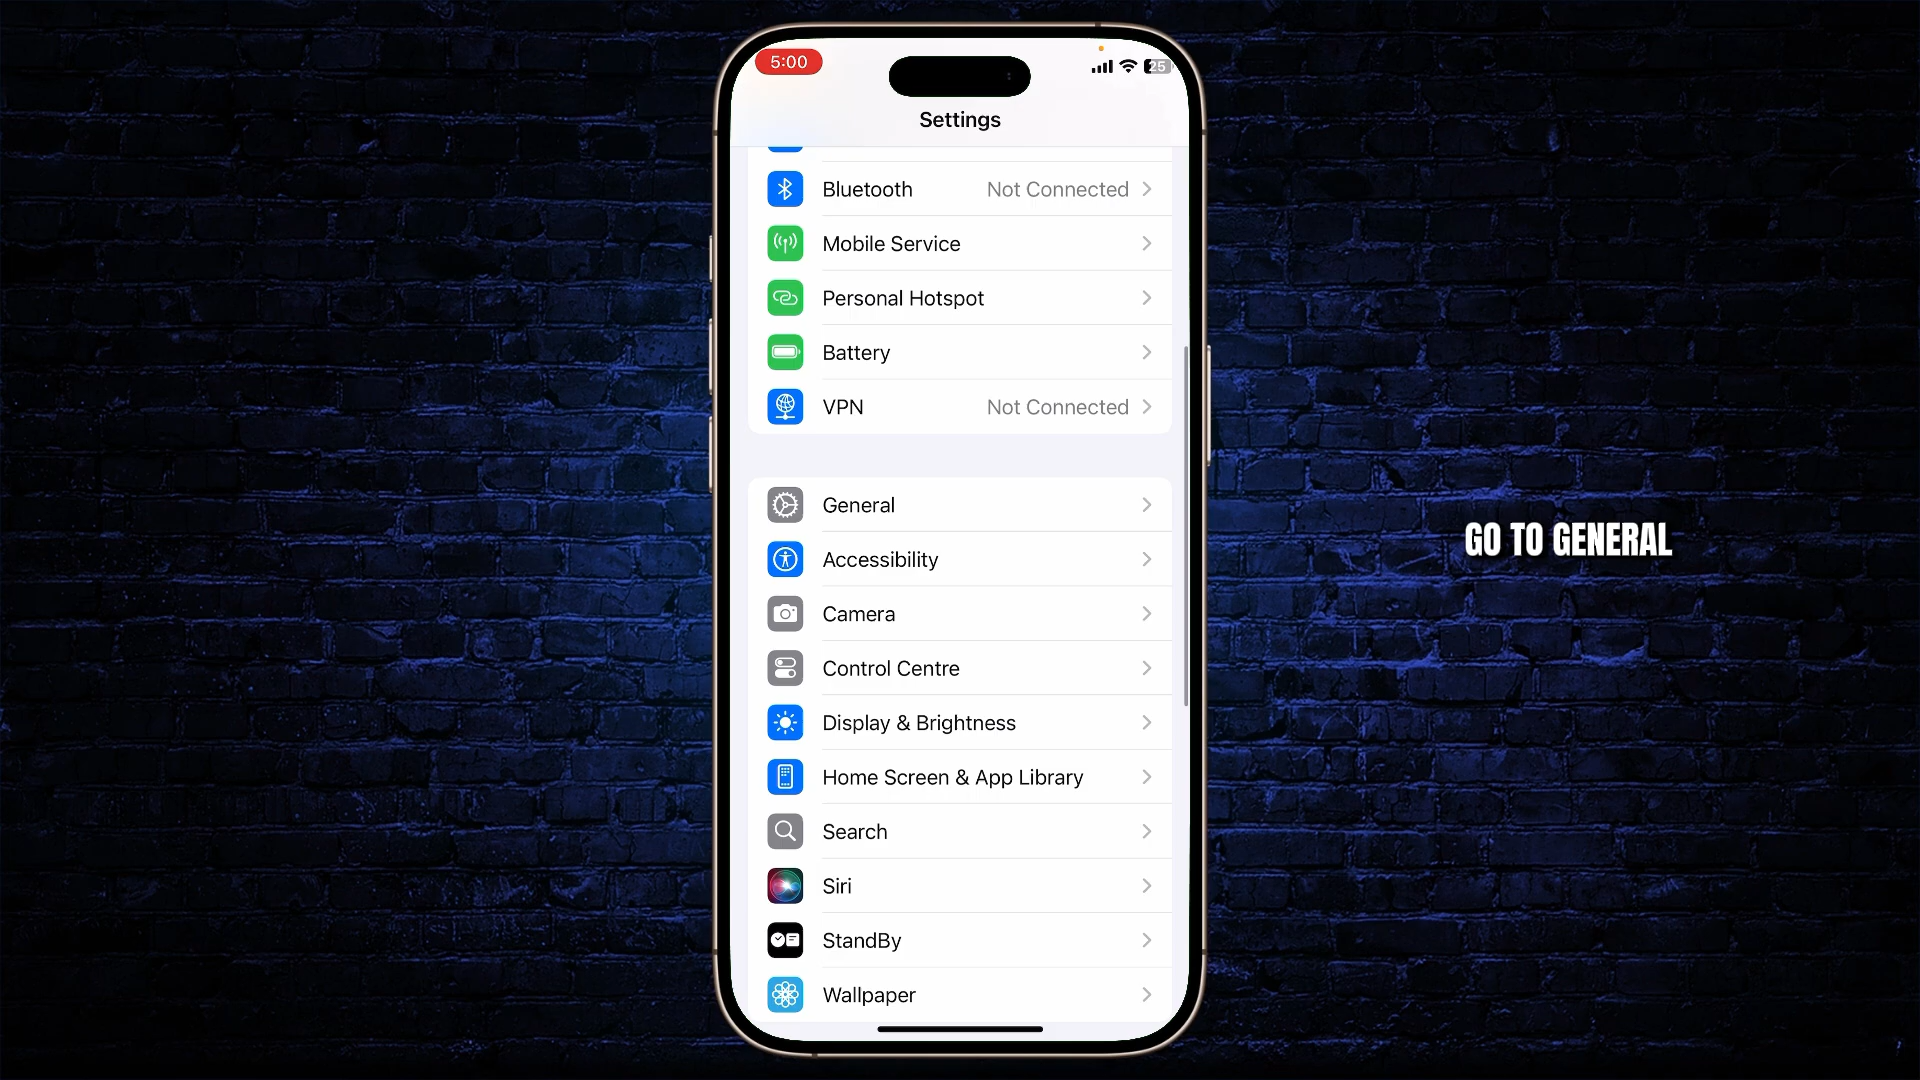 5:00
25
Settings
Bluetooth Not Connected
Mobile Service
Personal Hotspot
Battery
VPN Not Connected
General
Accessibility
Camera
Control Centre
Display & Brightness
Home Screen & App Library
Search
Siri
StandBy
Wallpaper
GO TO GENERAL